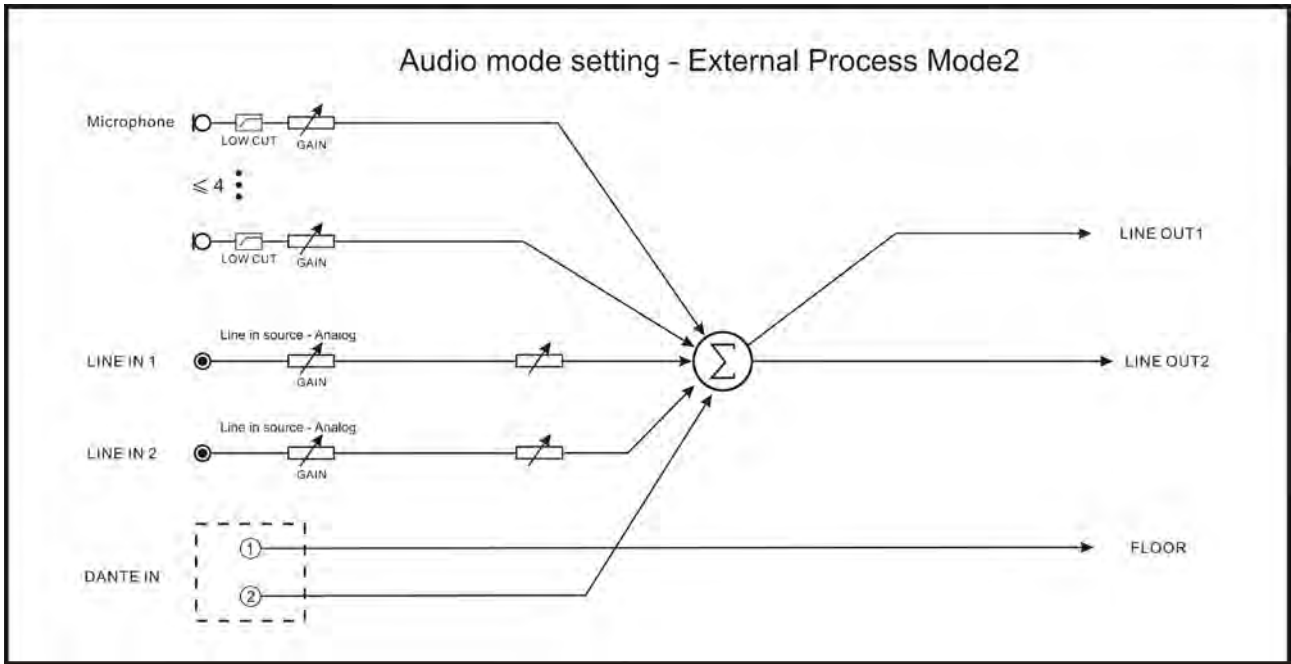 Audio mode setting - External Process Mode2
Microphone
LOW CUT
GAIN
≤ 4
LOW CUT
GAIN
LINE OUT1
Line in source - Analog
LINE IN 1
GAIN
Σ
LINE OUT2
Line in source - Analog
LINE IN 2
GAIN
1
FLOOR
DANTE IN
2